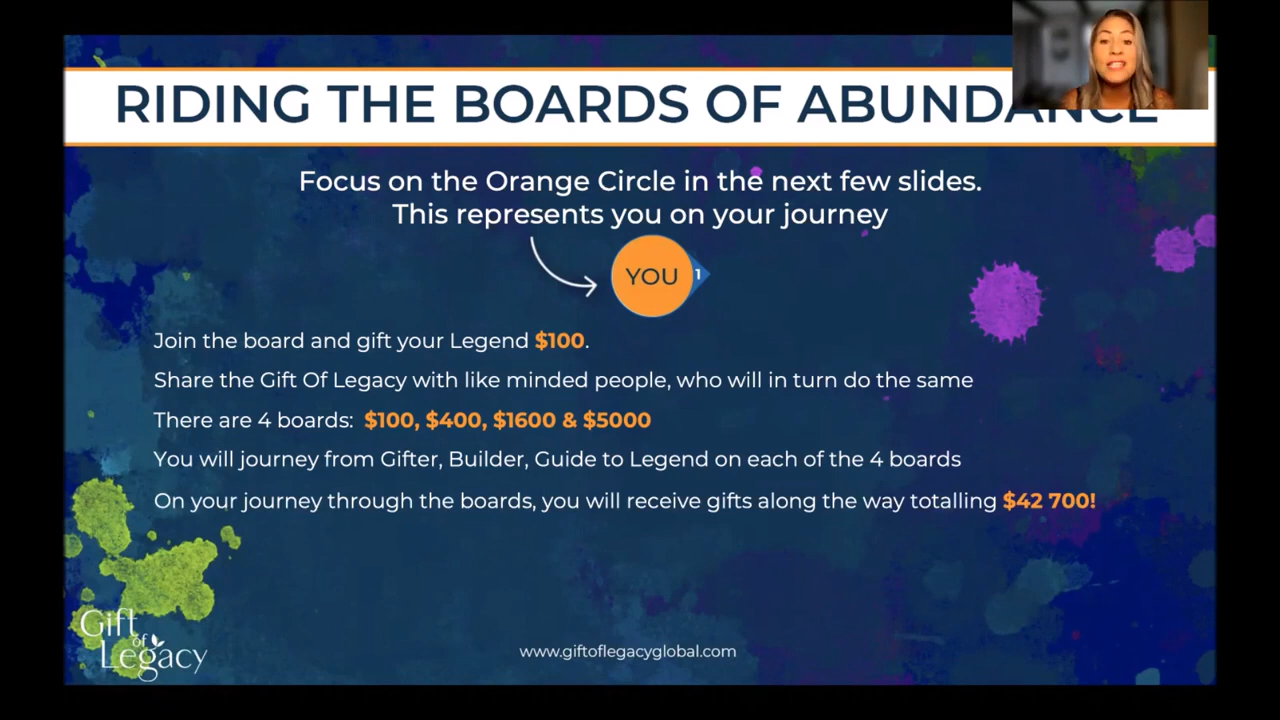 RIDING THE BOARDS OF ABUNDANCE
Focus on the Orange Circle in the next few slides.
This represents you on your journey
YOU 1
Join the board and gift your Legend $100.
Share the Gift Of Legacy with like minded people, who will in turn do the same
There are 4 boards: $100, $400, $1600 & $5000
You will journey from Gifter, Builder, Guide to Legend on each of the 4 boards
On your journey through the boards, you will receive gifts along the way totalling $42 700!
Gift
of
Legacy
www.giftoflegacyglobal.com